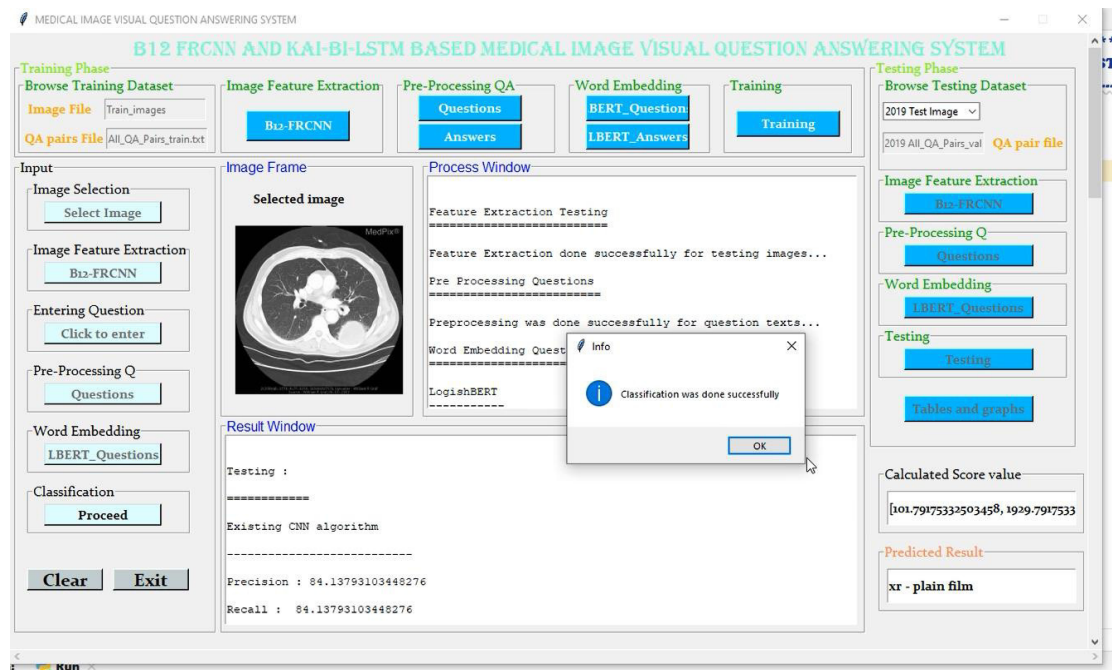 MEDICAL IMAGE VISUAL QUESTION ANSWERING SYSTEM
B12 FRCNN AND KAI-BI-LSTM BASED MEDICAL IMAGE VISUAL QUESTION ANSWERING SYSTEM
Training Phase
Browse Training Dataset
Image File Train_images
QA pairs File All_QA_Pairs_train.txt
Image Feature Extraction
B12-FRCNN
Pre-Processing QA
Questions
Answers
Word Embedding
BERT_Question
LBERT_Answers
Training
Training
Testing Phase
Browse Testing Dataset
2019 Test Image
2019 All_QA_Pairs_val QA pair file
Image Feature Extraction
B12-FRCNN
Pre-Processing Q
Questions
Word Embedding
LBERT_Questions
Testing
Testing
Tables and graphs
Input
Image Selection
Select Image
Image Feature Extraction
B12-FRCNN
Entering Question
Click to enter
Pre-Processing Q
Questions
Word Embedding
LBERT_Questions
Classification
Proceed
Clear Exit
Image Frame
Selected image
MedPix®
Process Window
Feature Extraction Testing
==========================
Feature Extraction done successfully for testing images...
Pre Processing Questions
=========================
Preprocessing was done successfully for question texts...
Word Embedding Quest
====================
LogishBERT
-----------
Info
Classification was done successfully
OK
Result Window
Testing :
============
Existing CNN algorithm
---------------------------
Precision : 84.13793103448276
Recall : 84.13793103448276
Calculated Score value
[101.79175332503458, 1929.7917533
Predicted Result
xr - plain film
Run